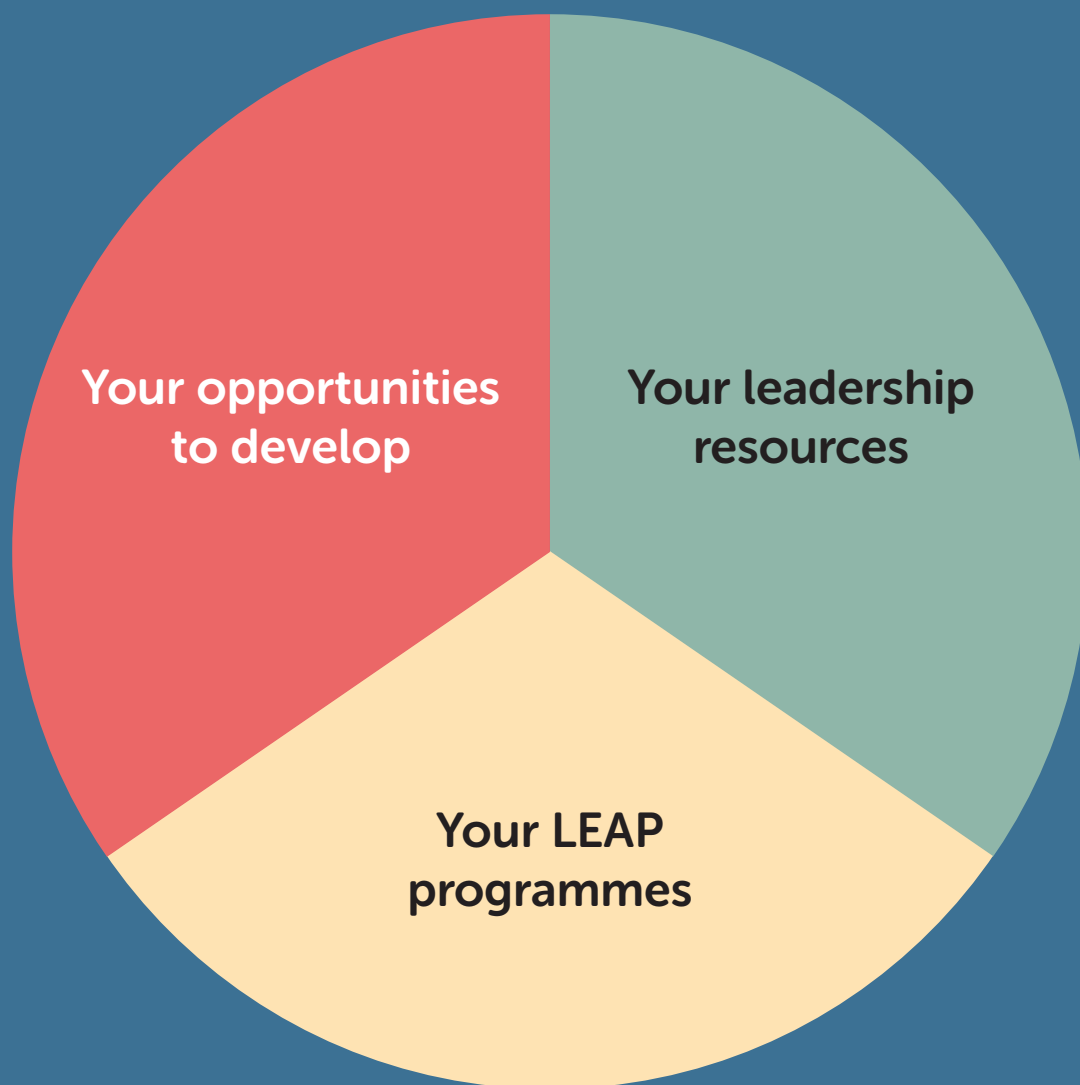 Your opportunities
to develop
Your leadership
resources
Your LEAP
programmes